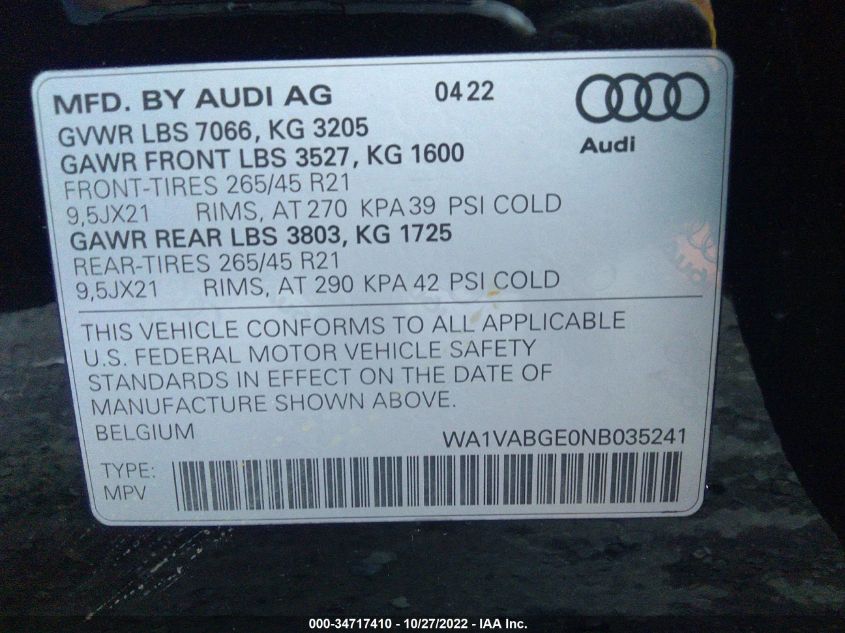 MFD. BY AUDI AG 0422
Audi
GVWR LBS 7066, KG 3205
GAWR FRONT LBS 3527, KG 1600
FRONT-TIRES 265/45 R21
9,5JX21 RIMS, AT 270 KPA 39 PSI COLD
GAWR REAR LBS 3803, KG 1725
REAR-TIRES 265/45 R21
9,5JX21 RIMS, AT 290 KPA 42 PSI COLD
THIS VEHICLE CONFORMS TO ALL APPLICABLE
U.S. FEDERAL MOTOR VEHICLE SAFETY
STANDARDS IN EFFECT ON THE DATE OF
MANUFACTURE SHOWN ABOVE.
BELGIUM WA1VABGE0NB035241
TYPE:
MPV
000-34717410 - 10/27/2022 - IAA Inc.